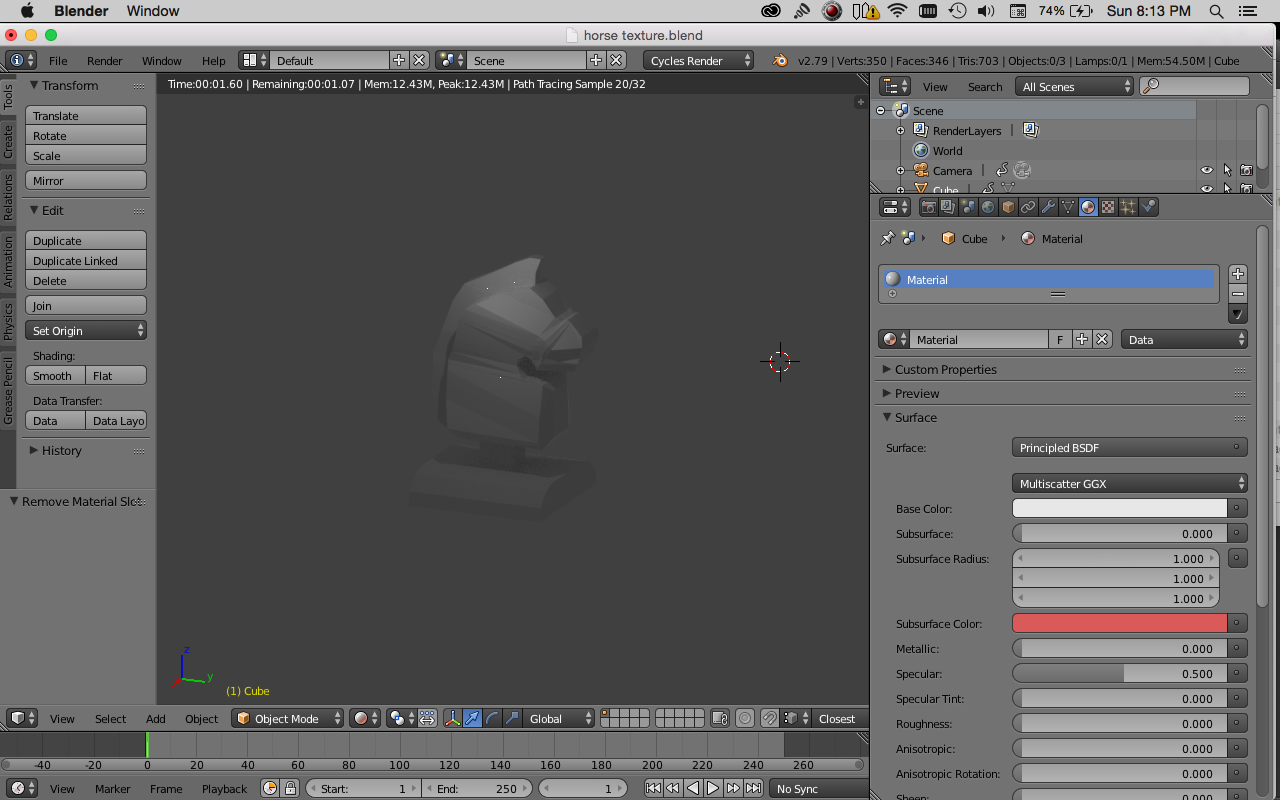 Blender Window 74% Sun 8:13 PM
horse texture.blend
File Render Window Help Default Scene Cycles Render v2.79 | Verts:350 | Faces:346 | Tris:703 | Objects:0/3 | Lamps:0/1 | Mem:54.50M | Cube
Time:00:01.60 | Remaining:00:01.07 | Mem:12.43M, Peak:12.43M | Path Tracing Sample 20/32
Tools
Create
Relations
Animation
Physics
Grease Pencil
Transform
Translate
Rotate
Scale
Mirror
Edit
Duplicate
Duplicate Linked
Delete
Join
Set Origin
Shading:
Smooth Flat
Data Transfer:
Data Data Layo
History
Remove Material Slot
z
y
(1) Cube
View Search All Scenes
Scene
RenderLayers |
World
Camera |
Cube
Cube Material
Material
Material F Data
Custom Properties
Preview
Surface
Surface: Principled BSDF
Multiscatter GGX
Base Color:
Subsurface: 0.000
Subsurface Radius: 1.000
1.000
1.000
Subsurface Color:
Metallic: 0.000
Specular: 0.500
Specular Tint: 0.000
Roughness: 0.000
Anisotropic: 0.000
Anisotropic Rotation: 0.000
Sheen: 0.000
View Select Add Object Object Mode Global Closest
-40 -20 0 20 40 60 80 100 120 140 160 180 200 220 240 260
View Marker Frame Playback Start: 1 End: 250 1 No Sync